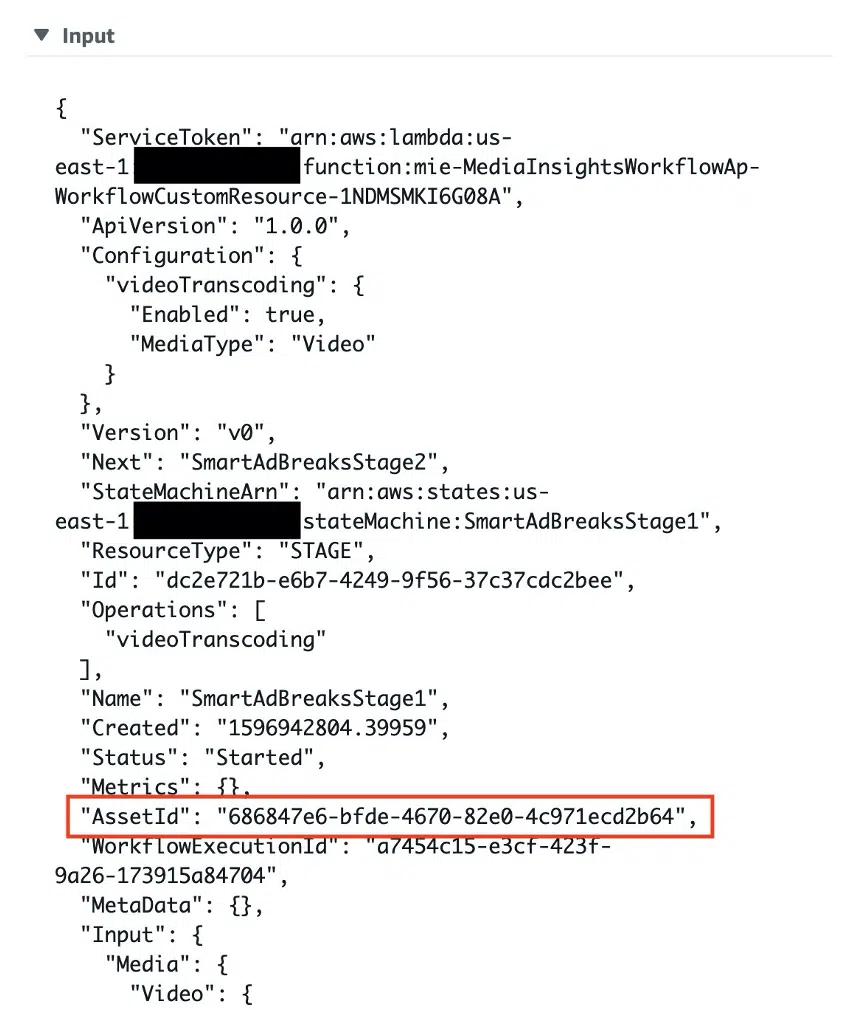 ▼ Input
{
"ServiceToken": "arn:aws:lambda:us-
east-1 function:mie-MediaInsightsWorkflowAp-
WorkflowCustomResource-1NDMSMKI6G08A",
"ApiVersion": "1.0.0",
"Configuration": {
"videoTranscoding": {
"Enabled": true,
"MediaType": "Video"
}
},
"Version": "v0",
"Next": "SmartAdBreaksStage2",
"StateMachineArn": "arn:aws:states:us-
east-1 stateMachine:SmartAdBreaksStage1",
"ResourceType": "STAGE",
"Id": "dc2e721b-e6b7-4249-9f56-37c37cdc2bee",
"Operations": [
"videoTranscoding"
],
"Name": "SmartAdBreaksStage1",
"Created": "1596942804.39959",
"Status": "Started",
"Metrics": {},
"AssetId": "686847e6-bfde-4670-82e0-4c971ecd2b64",
"WorkflowExecutionId": "a7454c15-e3cf-423f-
9a26-173915a84704",
"MetaData": {},
"Input": {
"Media": {
"Video": {